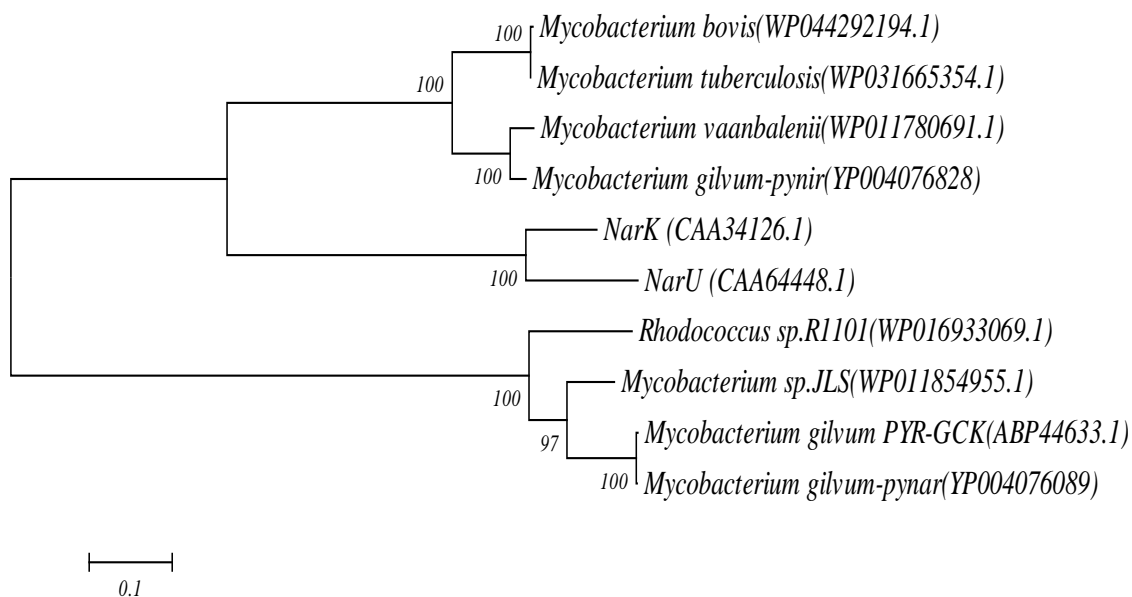 100
Mycobacterium bovis(WP044292194.1)
Mycobacterium tuberculosis(WP031665354.1)
100
Mycobacterium vaanbalenii(WP011780691.1)
100
Mycobacterium gilvum-pynir(YP004076828)
NarK (CAA34126.1)
100
NarU (CAA64448.1)
Rhodococcus sp.R1101(WP016933069.1)
100
Mycobacterium sp.JLS(WP011854955.1)
97
Mycobacterium gilvum PYR-GCK(ABP44633.1)
100
Mycobacterium gilvum-pynar(YP004076089)
0.1